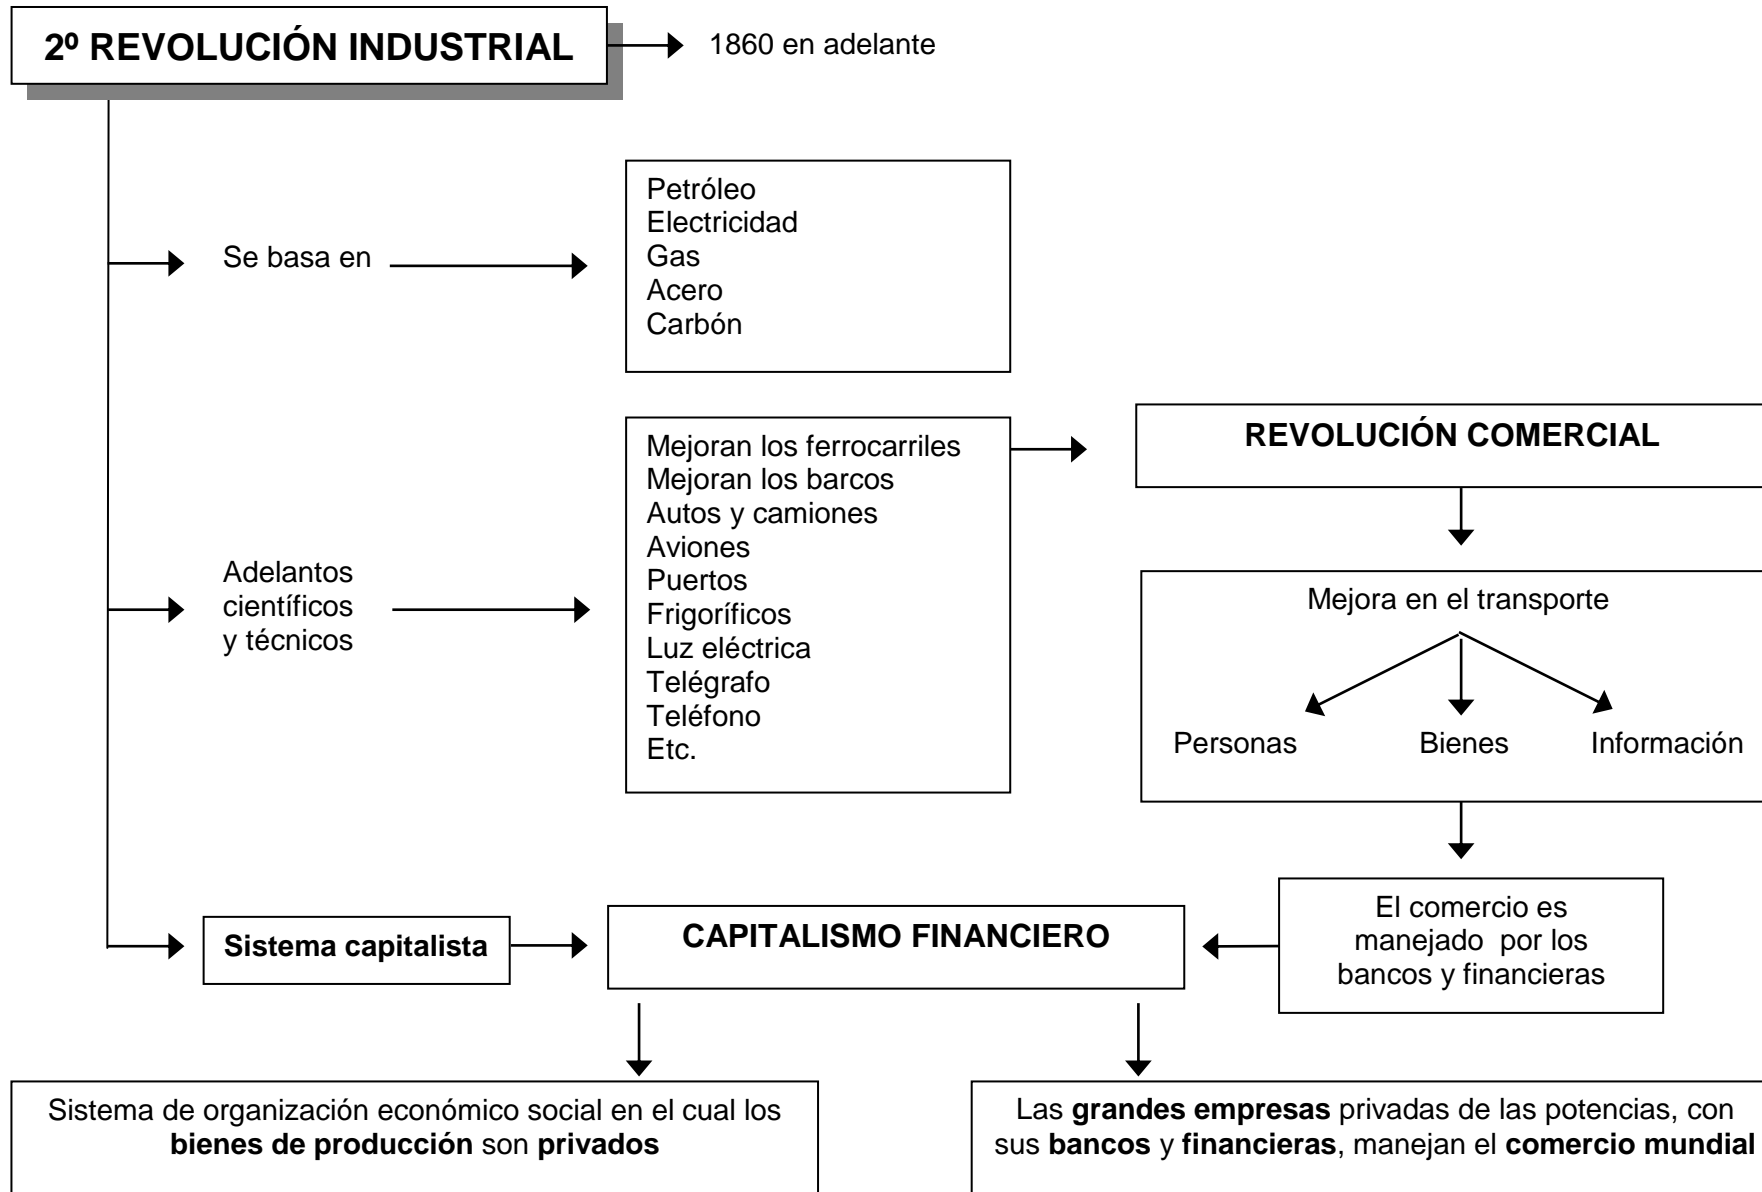 2º REVOLUCIÓN INDUSTRIAL
1860 en adelante
Se basa en
Petróleo
Electricidad
Gas
Acero
Carbón
Adelantos
científicos
y técnicos
Mejoran los ferrocarriles
Mejoran los barcos
Autos y camiones
Aviones
Puertos
Frigoríficos
Luz eléctrica
Telégrafo
Teléfono
Etc.
REVOLUCIÓN COMERCIAL
Mejora en el transporte
Personas Bienes Información
El comercio es
manejado por los
bancos y financieras
Sistema capitalista
CAPITALISMO FINANCIERO
Sistema de organización económico social en el cual los
bienes de producción son privados
Las grandes empresas privadas de las potencias, con
sus bancos y financieras, manejan el comercio mundial